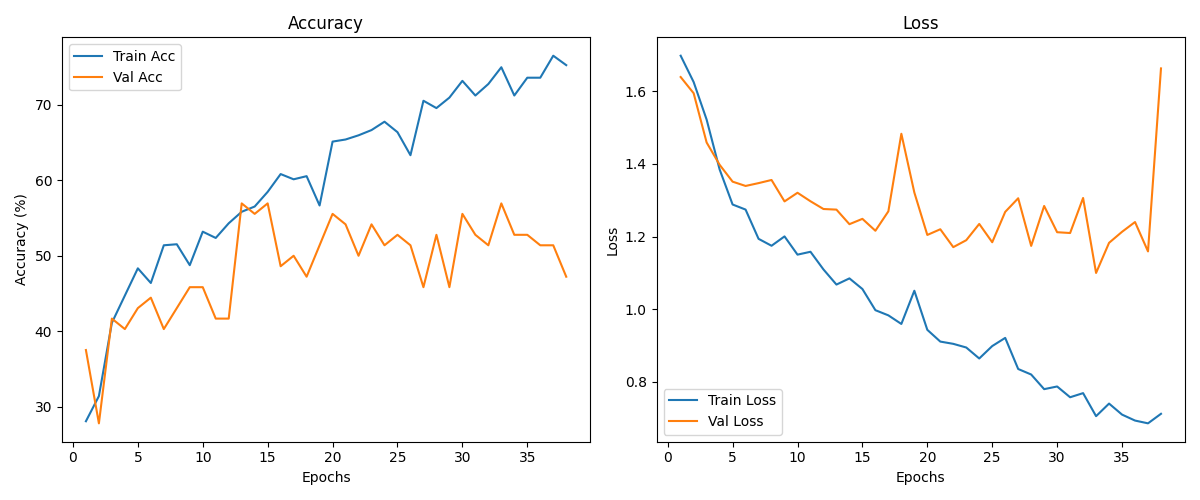 Accuracy
Train Acc
Val Acc
Accuracy (%)
70
60
50
40
30
0 5 10 15 20 25 30 35
Epochs
Loss
Loss
1.6
1.4
1.2
1.0
0.8
Train Loss
Val Loss
0 5 10 15 20 25 30 35
Epochs